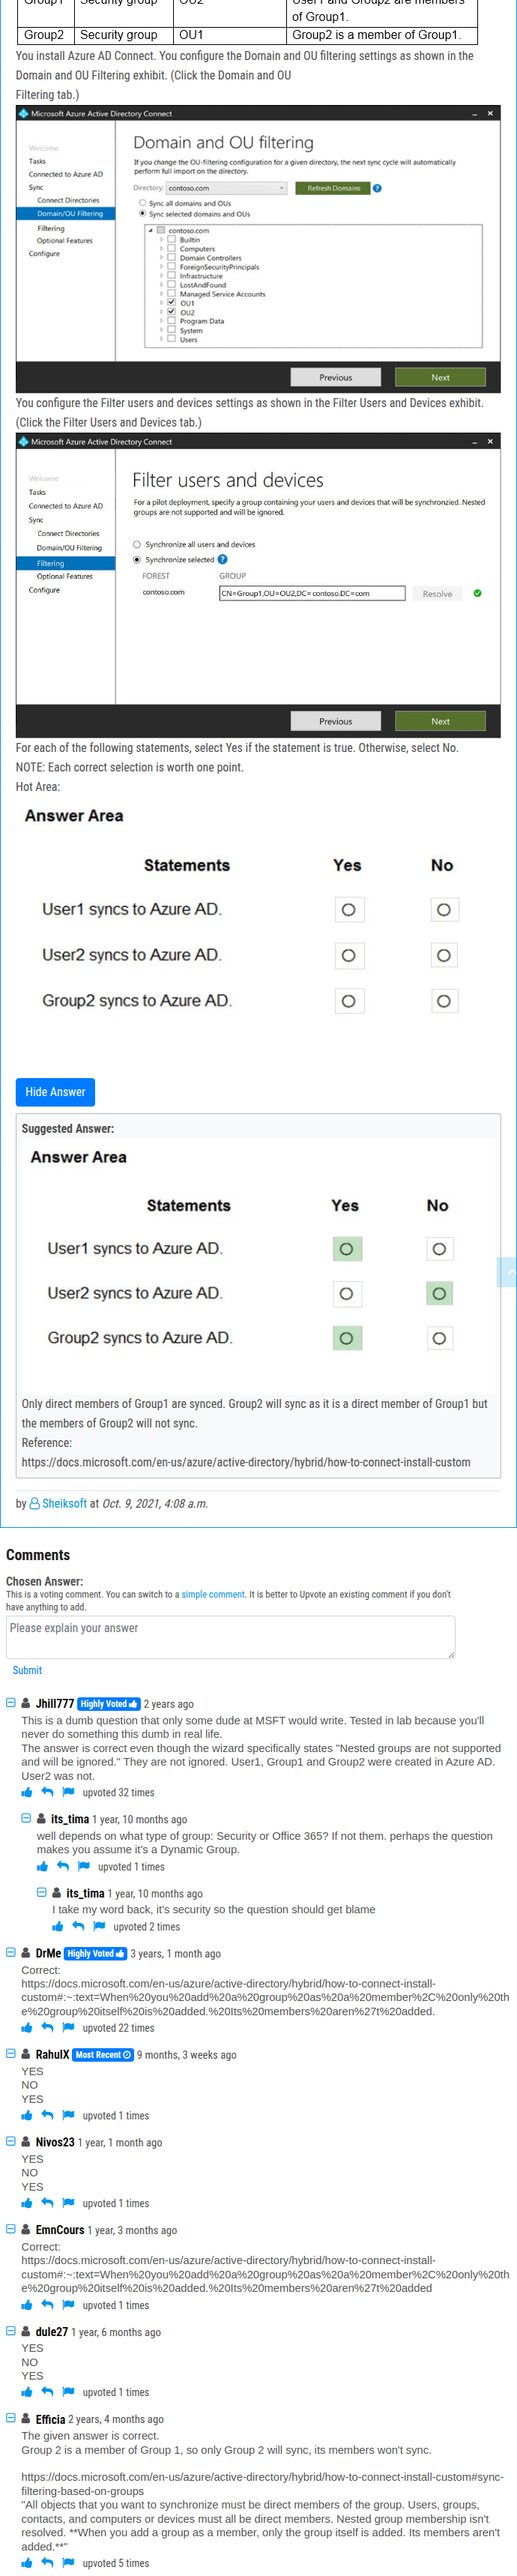 Group1 Security group OU2 User1 and Group2 are members
of Group1.
Group2 Security group OU1 Group2 is a member of Group1.
You install Azure AD Connect. You configure the Domain and OU filtering settings as shown in the
Domain and OU Filtering exhibit. (Click the Domain and OU
Filtering tab.)
Microsoft Azure Active Directory Connect
Welcome
Tasks
Connected to Azure AD
Sync
Connect Directories
Domain/OU Filtering
Filtering
Optional Features
Configure
Domain and OU filtering
If you change the OU-filtering configuration for a given directory, the next sync cycle will automatically
perform full import on the directory.
Directory: contoso.com Refresh Domains ?
Sync all domains and OUs
Sync selected domains and OUs
contoso.com
Builtin
Computers
Domain Controllers
ForeignSecurityPrincipals
Infrastructure
LostAndFound
Managed Service Accounts
OU1
OU2
Program Data
System
Users
Previous Next
You configure the Filter users and devices settings as shown in the Filter Users and Devices exhibit.
(Click the Filter Users and Devices tab.)
Microsoft Azure Active Directory Connect
Welcome
Tasks
Connected to Azure AD
Sync
Connect Directories
Domain/OU Filtering
Filtering
Optional Features
Configure
Filter users and devices
For a pilot deployment, specify a group containing your users and devices that will be synchronzied. Nested
groups are not supported and will be ignored.
Synchronize all users and devices
Synchronize selected ?
FOREST GROUP
contoso.com CN=Group1,OU=OU2,DC=contoso,DC=com Resolve
Previous Next
For each of the following statements, select Yes if the statement is true. Otherwise, select No.
NOTE: Each correct selection is worth one point.
Hot Area:
Answer Area
Statements Yes No
User1 syncs to Azure AD.
User2 syncs to Azure AD.
Group2 syncs to Azure AD.
Hide Answer
Suggested Answer:
Answer Area
Statements Yes No
User1 syncs to Azure AD.
User2 syncs to Azure AD.
Group2 syncs to Azure AD.
Only direct members of Group1 are synced. Group2 will sync as it is a direct member of Group1 but
the members of Group2 will not sync.
Reference:
https://docs.microsoft.com/en-us/azure/active-directory/hybrid/how-to-connect-install-custom
by Sheiksoft at Oct. 9, 2021, 4:08 a.m.
Comments
Chosen Answer:
This is a voting comment. You can switch to a simple comment. It is better to Upvote an existing comment if you don't
have anything to add.
Please explain your answer
Submit
Jhill777 Highly Voted 2 years ago
This is a dumb question that only some dude at MSFT would write. Tested in lab because you'll
never do something this dumb in real life.
The answer is correct even though the wizard specifically states "Nested groups are not supported
and will be ignored." They are not ignored. User1, Group1 and Group2 were created in Azure AD.
User2 was not.
upvoted 32 times
its_tima 1 year, 10 months ago
well depends on what type of group: Security or Office 365? If not them. perhaps the question
makes you assume it's a Dynamic Group.
upvoted 1 times
its_tima 1 year, 10 months ago
I take my word back, it's security so the question should get blame
upvoted 2 times
DrMe Highly Voted 3 years, 1 month ago
Correct:
https://docs.microsoft.com/en-us/azure/active-directory/hybrid/how-to-connect-install-
custom#:~:text=When%20you%20add%20a%20group%20as%20a%20member%2C%20only%20th
e%20group%20itself%20is%20added.%20Its%20members%20aren%27t%20added.
upvoted 22 times
RahulX Most Recent 9 months, 3 weeks ago
YES
NO
YES
upvoted 1 times
Nivos23 1 year, 1 month ago
YES
NO
YES
upvoted 1 times
EmnCours 1 year, 3 months ago
Correct:
https://docs.microsoft.com/en-us/azure/active-directory/hybrid/how-to-connect-install-
custom#:~:text=When%20you%20add%20a%20group%20as%20a%20member%2C%20only%20th
e%20group%20itself%20is%20added.%20Its%20members%20aren%27t%20added
upvoted 1 times
dule27 1 year, 6 months ago
YES
NO
YES
upvoted 1 times
Efficia 2 years, 4 months ago
The given answer is correct.
Group 2 is a member of Group 1, so only Group 2 will sync, its members won't sync.
https://docs.microsoft.com/en-us/azure/active-directory/hybrid/how-to-connect-install-custom#sync-
filtering-based-on-groups
"All objects that you want to synchronize must be direct members of the group. Users, groups,
contacts, and computers or devices must all be direct members. Nested group membership isn't
resolved. **When you add a group as a member, only the group itself is added. Its members aren't
added.**"
upvoted 5 times